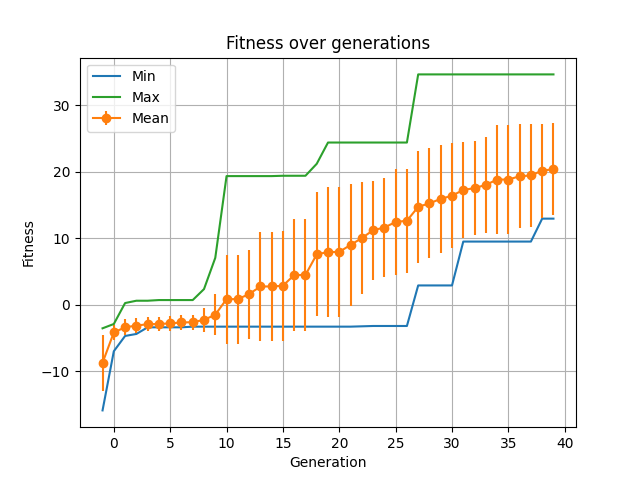 Fitness over generations
Min
Max
Mean
Fitness
30
20
10
0
−10
0 5 10 15 20 25 30 35 40
Generation